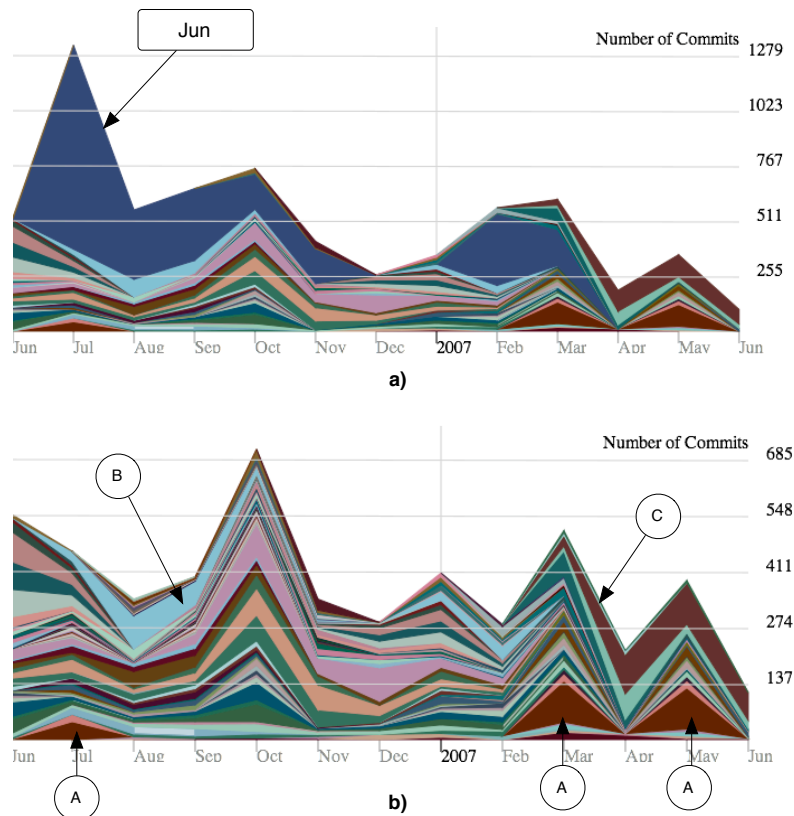 Jun
Number of Commits
1279
1023
767
511
255
Jun Jul Aug Sep Oct Nov Dec 2007 Feb Mar Apr May Jun
a)
Number of Commits
685
548
411
274
137
B
C
Jun Jul Aug Sep Oct Nov Dec 2007 Feb Mar Apr May Jun
A A A
b)